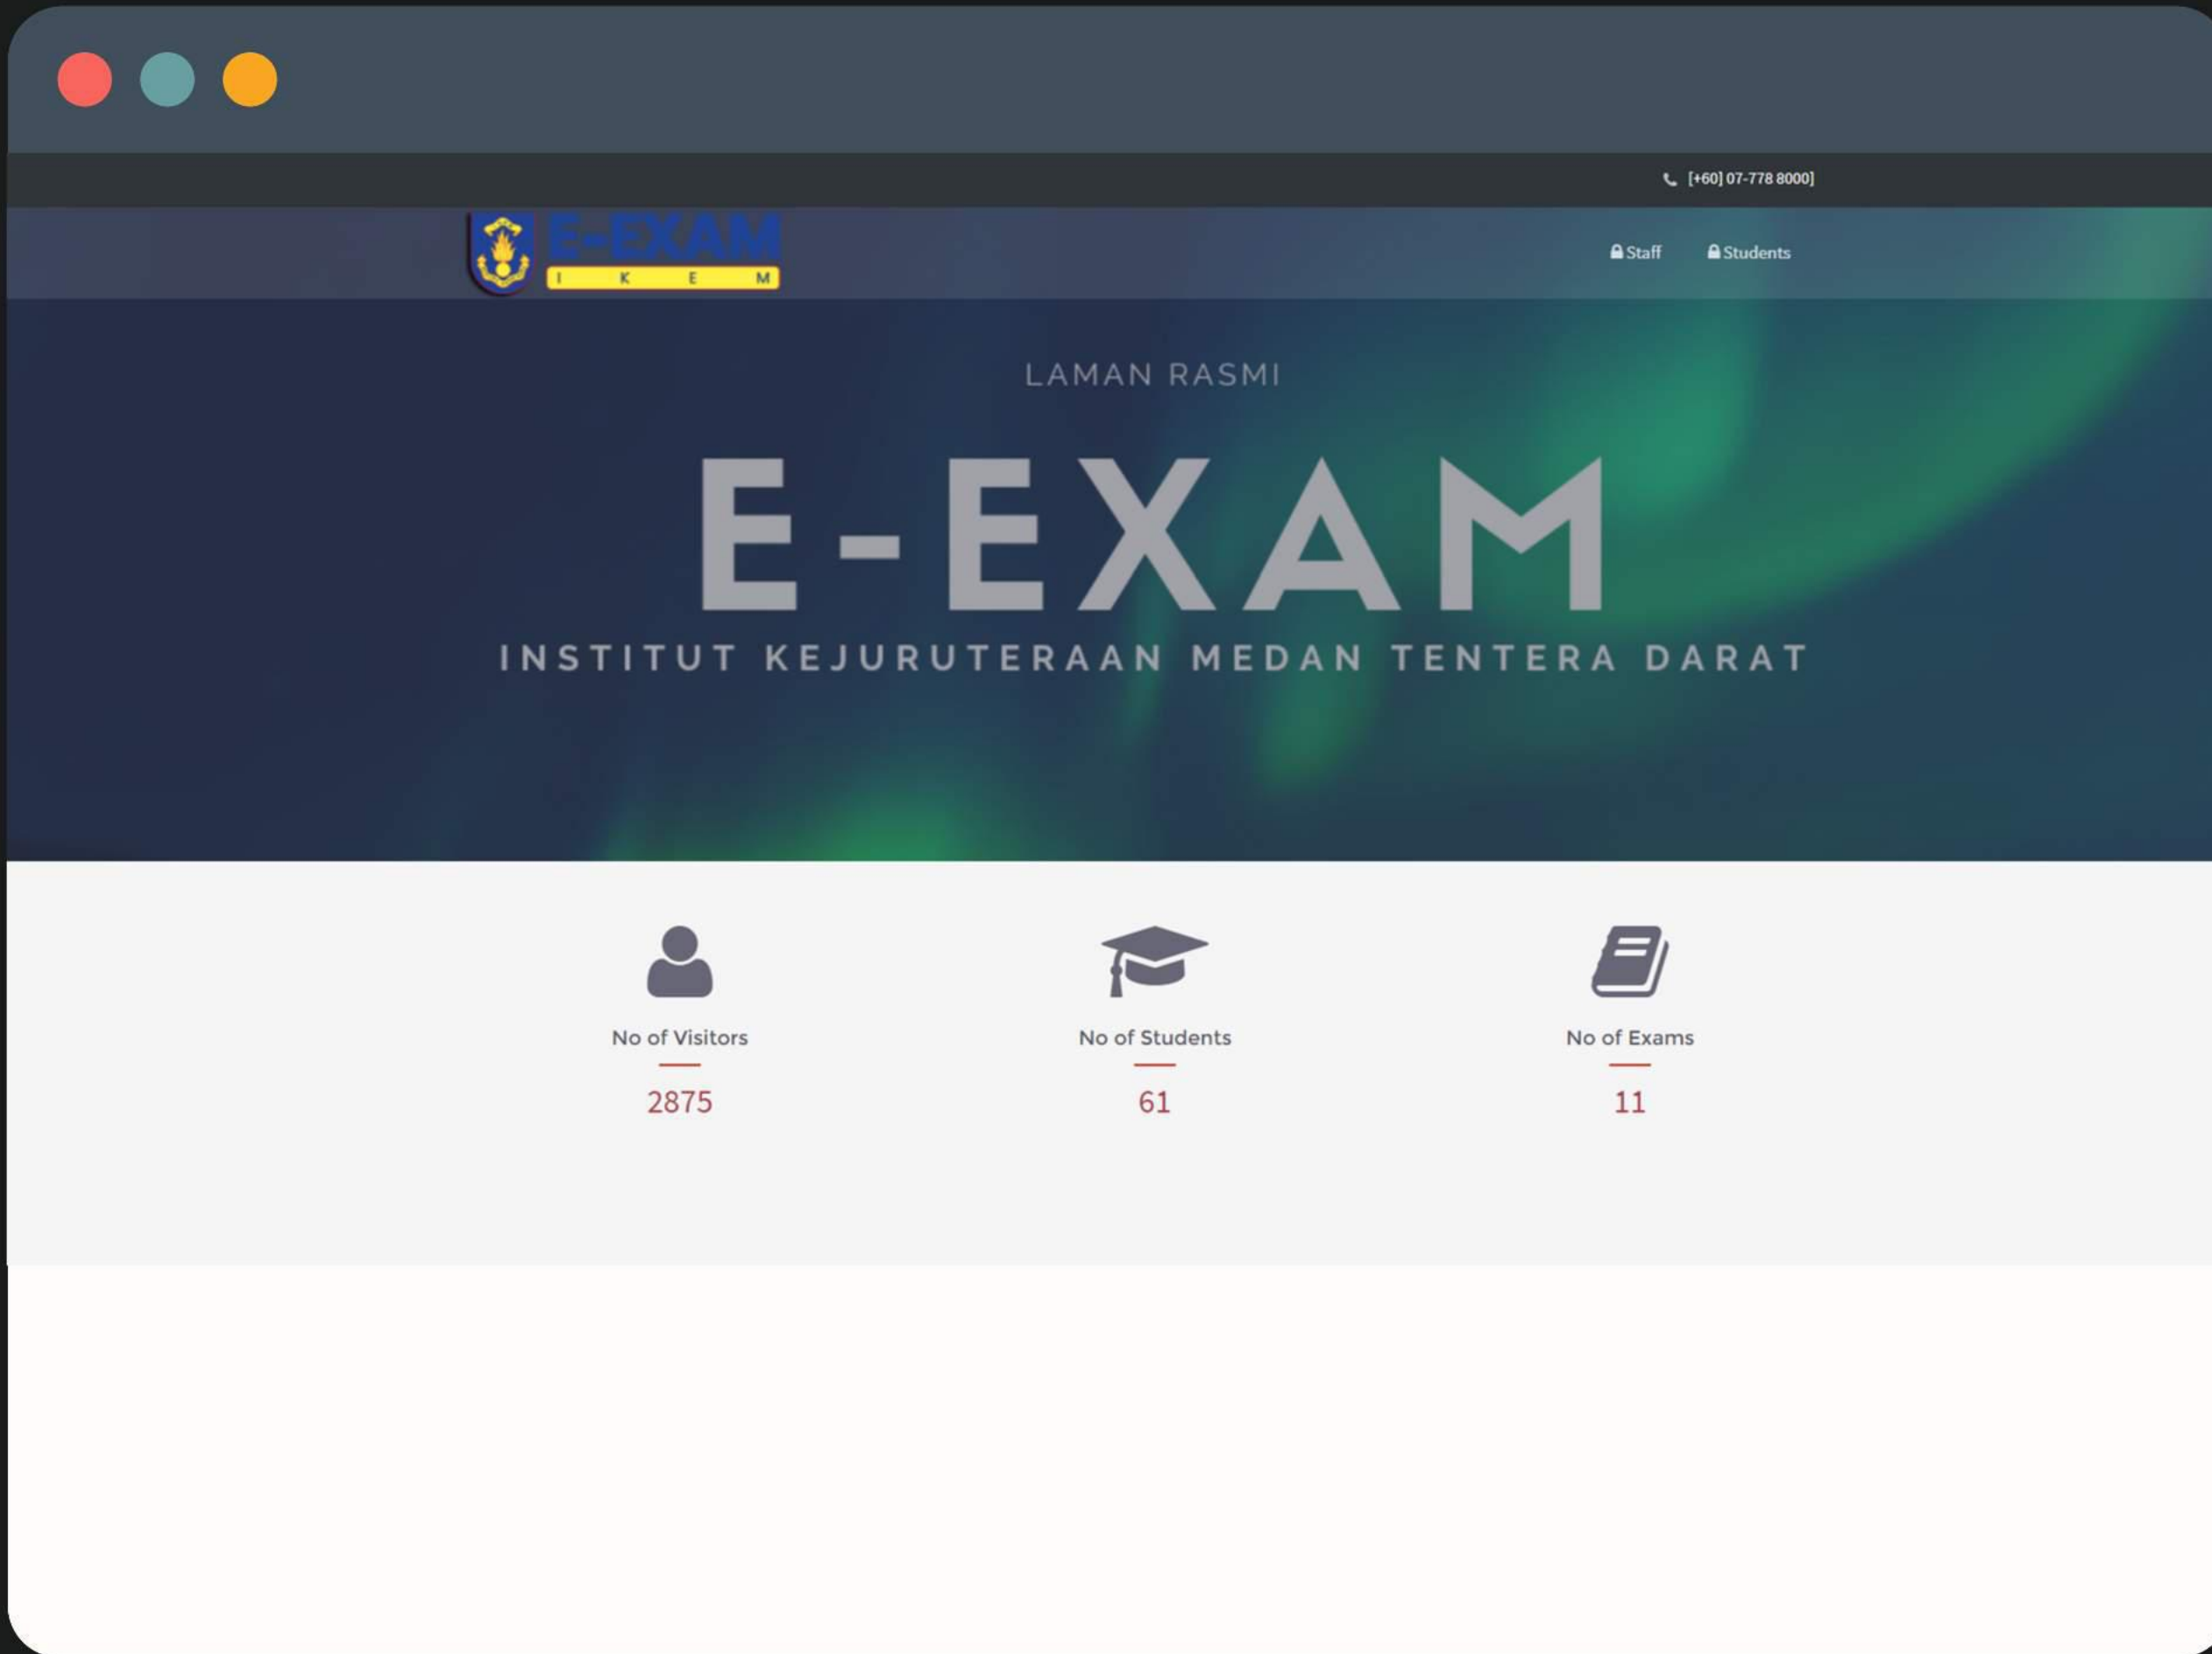 [+60] 07-778 8000]
E-EXAM
I K E M
Staff Students
LAMAN RASMI
E-EXAM
INSTITUT KEJURUTERAAN MEDAN TENTERA DARAT
No of Visitors
2875
No of Students
61
No of Exams
11